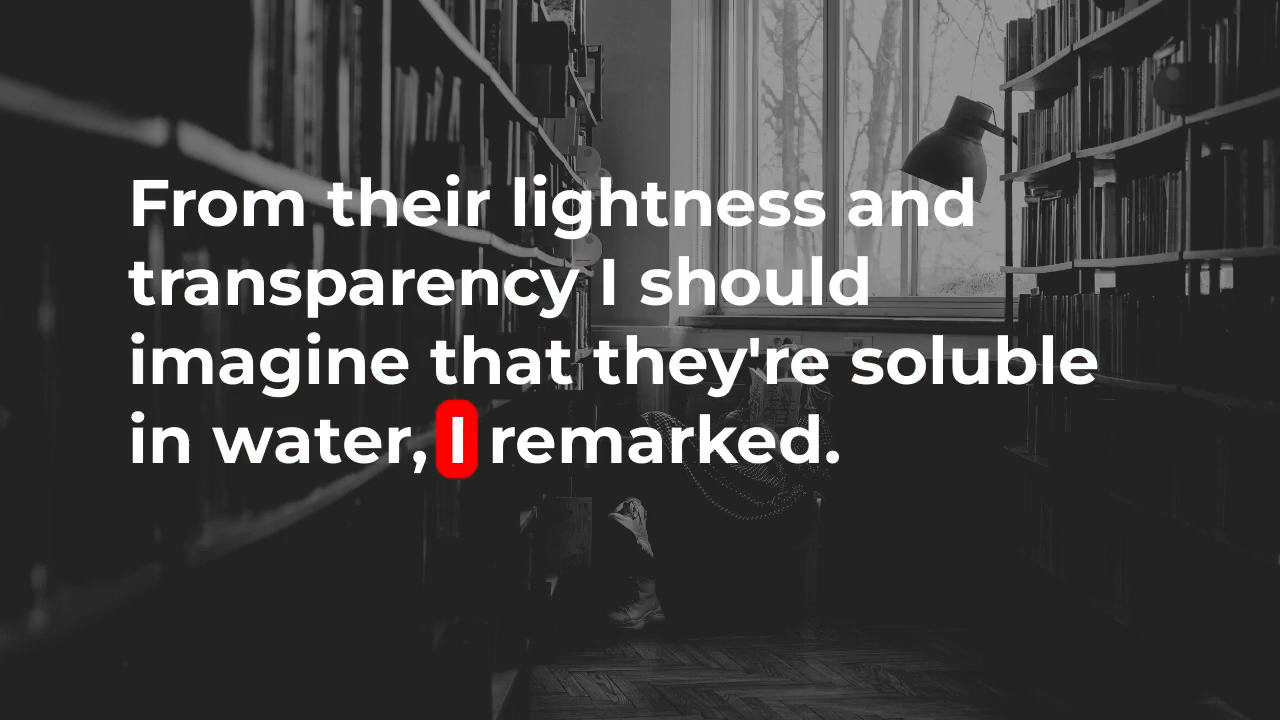 From their lightness and
transparency I should
imagine that they're soluble
in water, I remarked.